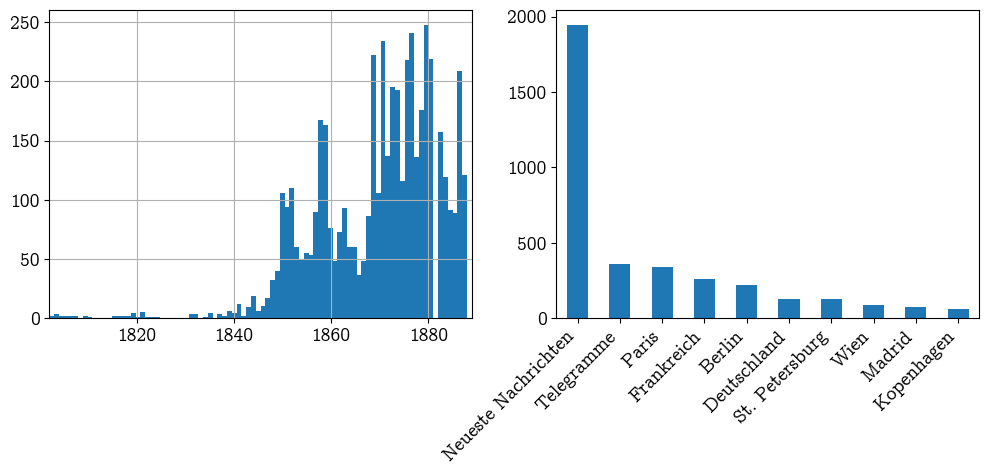 250
200
150
100
50
0
1820 1840 1860 1880
2000
1500
1000
500
0
Neueste Nachrichten
Telegramme
Paris
Frankreich
Berlin
Deutschland
St. Petersburg
Wien
Madrid
Kopenhagen